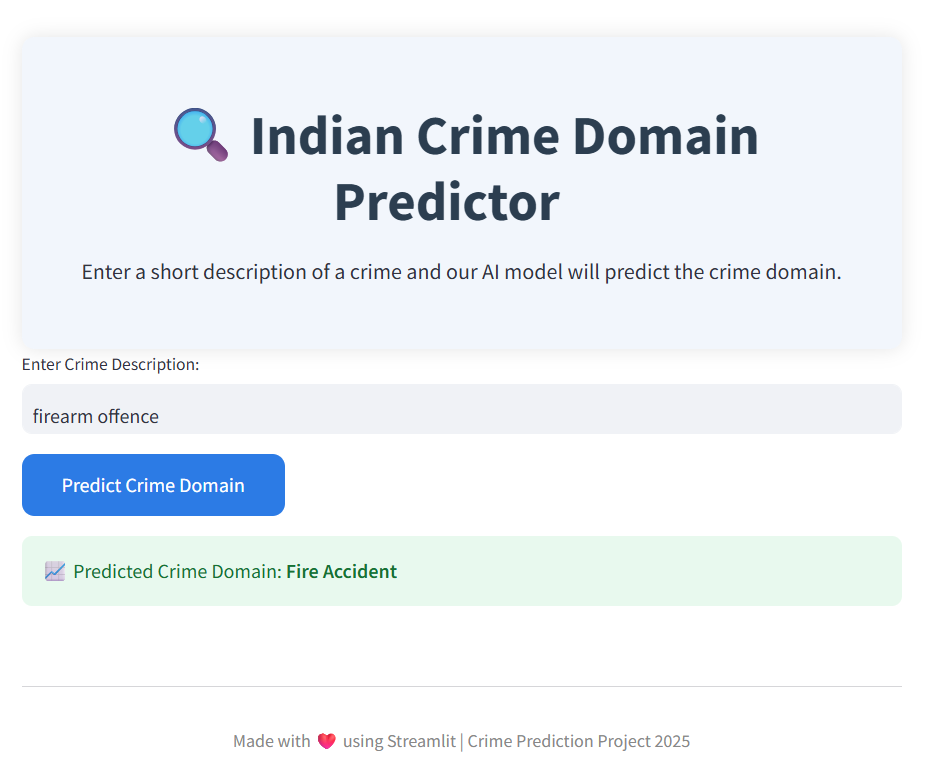 🔍 Indian Crime Domain
Predictor
Enter a short description of a crime and our AI model will predict the crime domain.
Enter Crime Description:
firearm offence
Predict Crime Domain
📈 Predicted Crime Domain: Fire Accident
Made with ❤️ using Streamlit | Crime Prediction Project 2025